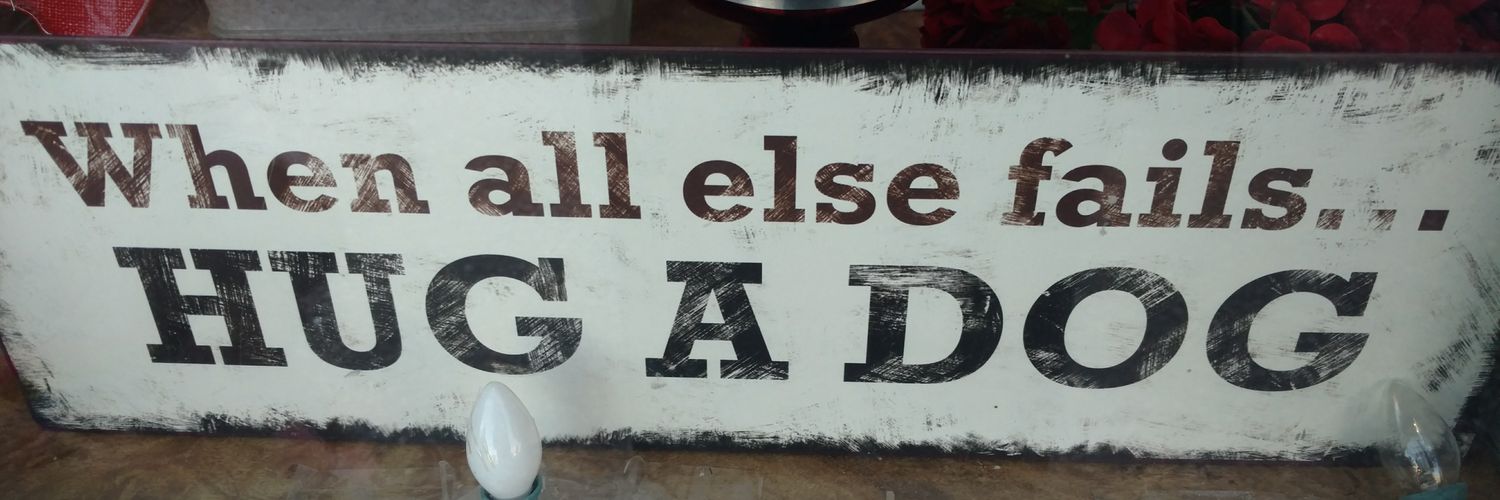 When all else fails...
HUG A DOG